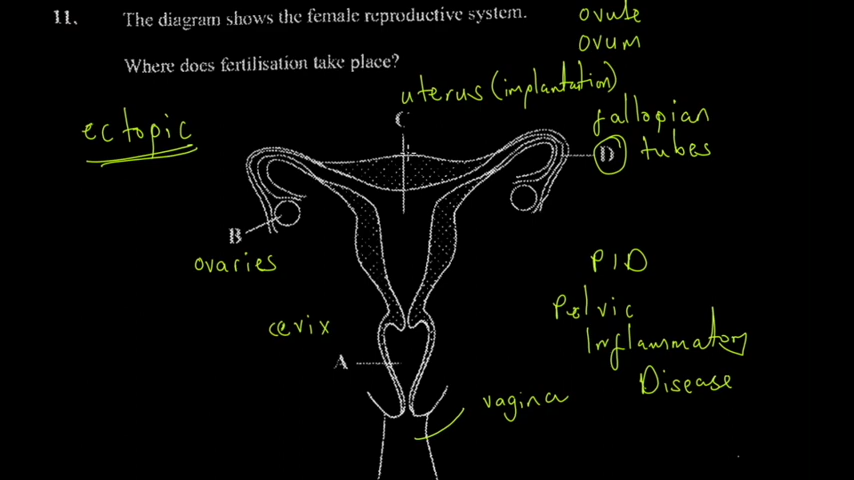 11. The diagram shows the female reproductive system.
ovule
ovum
Where does fertilisation take place?
uterus (implantation)
C
ectopic
fallopian
D tubes
B
ovaries
PID
Pelvic
Inflammatory
Disease
cervix
A
vagina